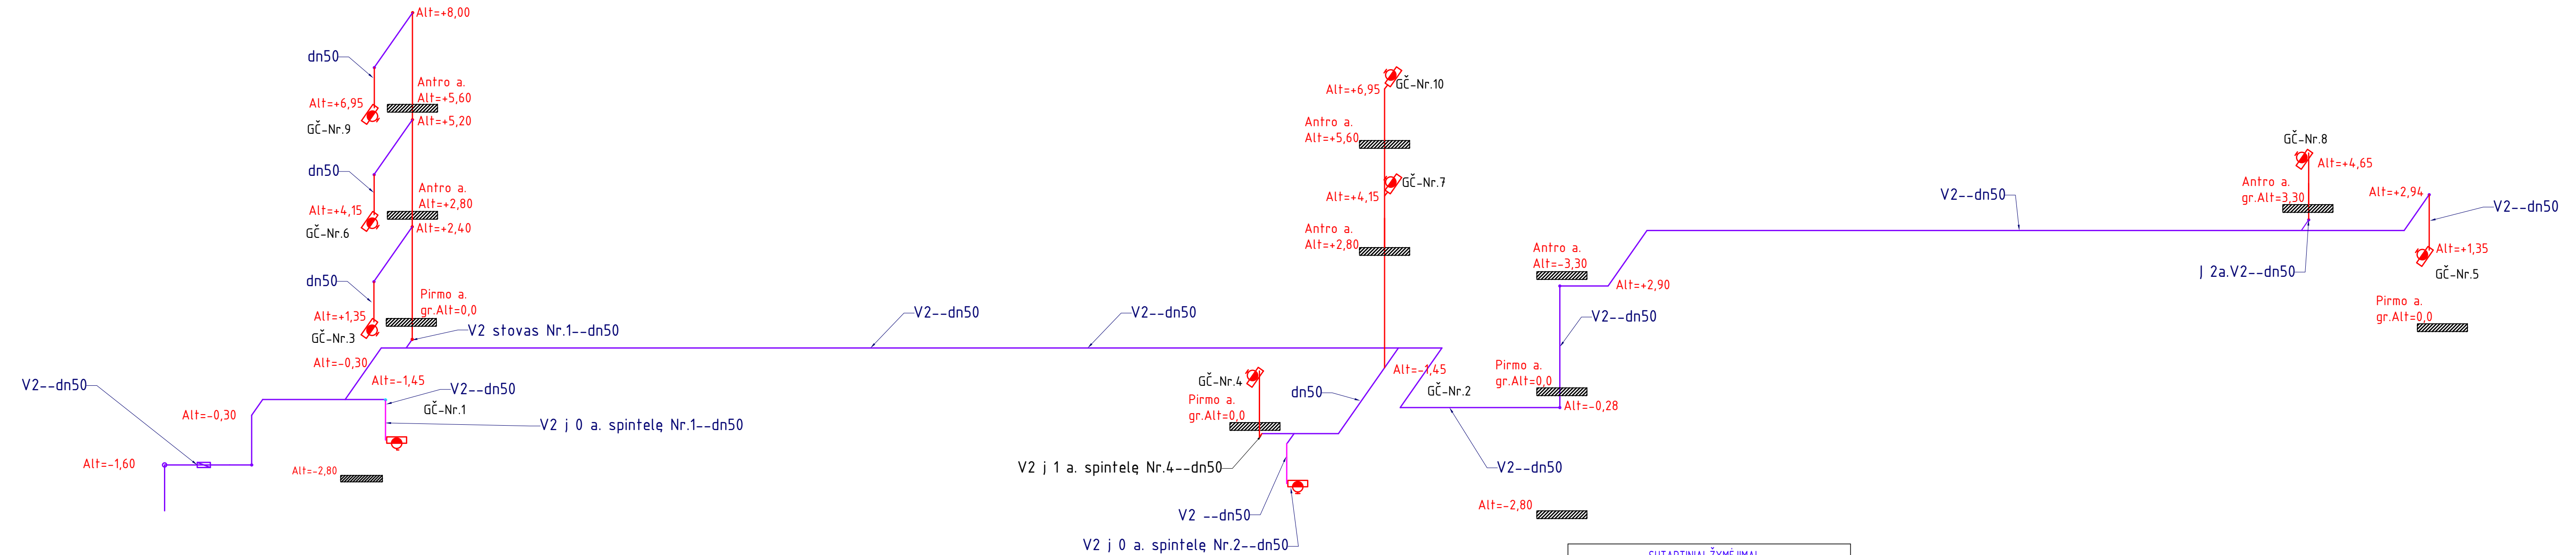 Alt=+8,00
dn50
Antro a.
Alt=+5,60
Alt=+6,95
GČ-Nr.9
Alt=+5,20
dn50
Antro a.
Alt=+2,80
Alt=+4,15
GČ-Nr.6
Alt=+2,40
dn50
Pirmo a.
gr.Alt=0,0
Alt=+1,35
GČ-Nr.3
V2 stovas Nr.1--dn50
Alt=-0,30
Alt=-1,45
V2--dn50
V2--dn50
GČ-Nr.1
Alt=-0,30
V2 į 0 a. spintelę Nr.1--dn50
Alt=-1,60
Alt=-2,80
V2--dn50
V2--dn50
GČ-Nr.10
Alt=+6,95
Antro a.
Alt=+5,60
GČ-Nr.7
Alt=+4,15
Antro a.
Alt=+2,80
Alt=-1,45
GČ-Nr.4
Pirmo a.
gr.Alt=0,0
dn50
GČ-Nr.2
V2 į 1 a. spintelę Nr.4--dn50
V2 --dn50
V2 į 0 a. spintelę Nr.2--dn50
Antro a.
Alt=-3,30
Alt=+2,90
V2--dn50
Pirmo a.
gr.Alt=0,0
Alt=-0,28
V2--dn50
Alt=-2,80
V2--dn50
GČ-Nr.8
Alt=+4,65
Antro a.
gr.Alt=3,30
Alt=+2,94
V2--dn50
Į 2a.V2--dn50
Alt=+1,35
GČ-Nr.5
Pirmo a.
gr.Alt=0,0
SUTARTINIAI ŽYMĖJIMAI